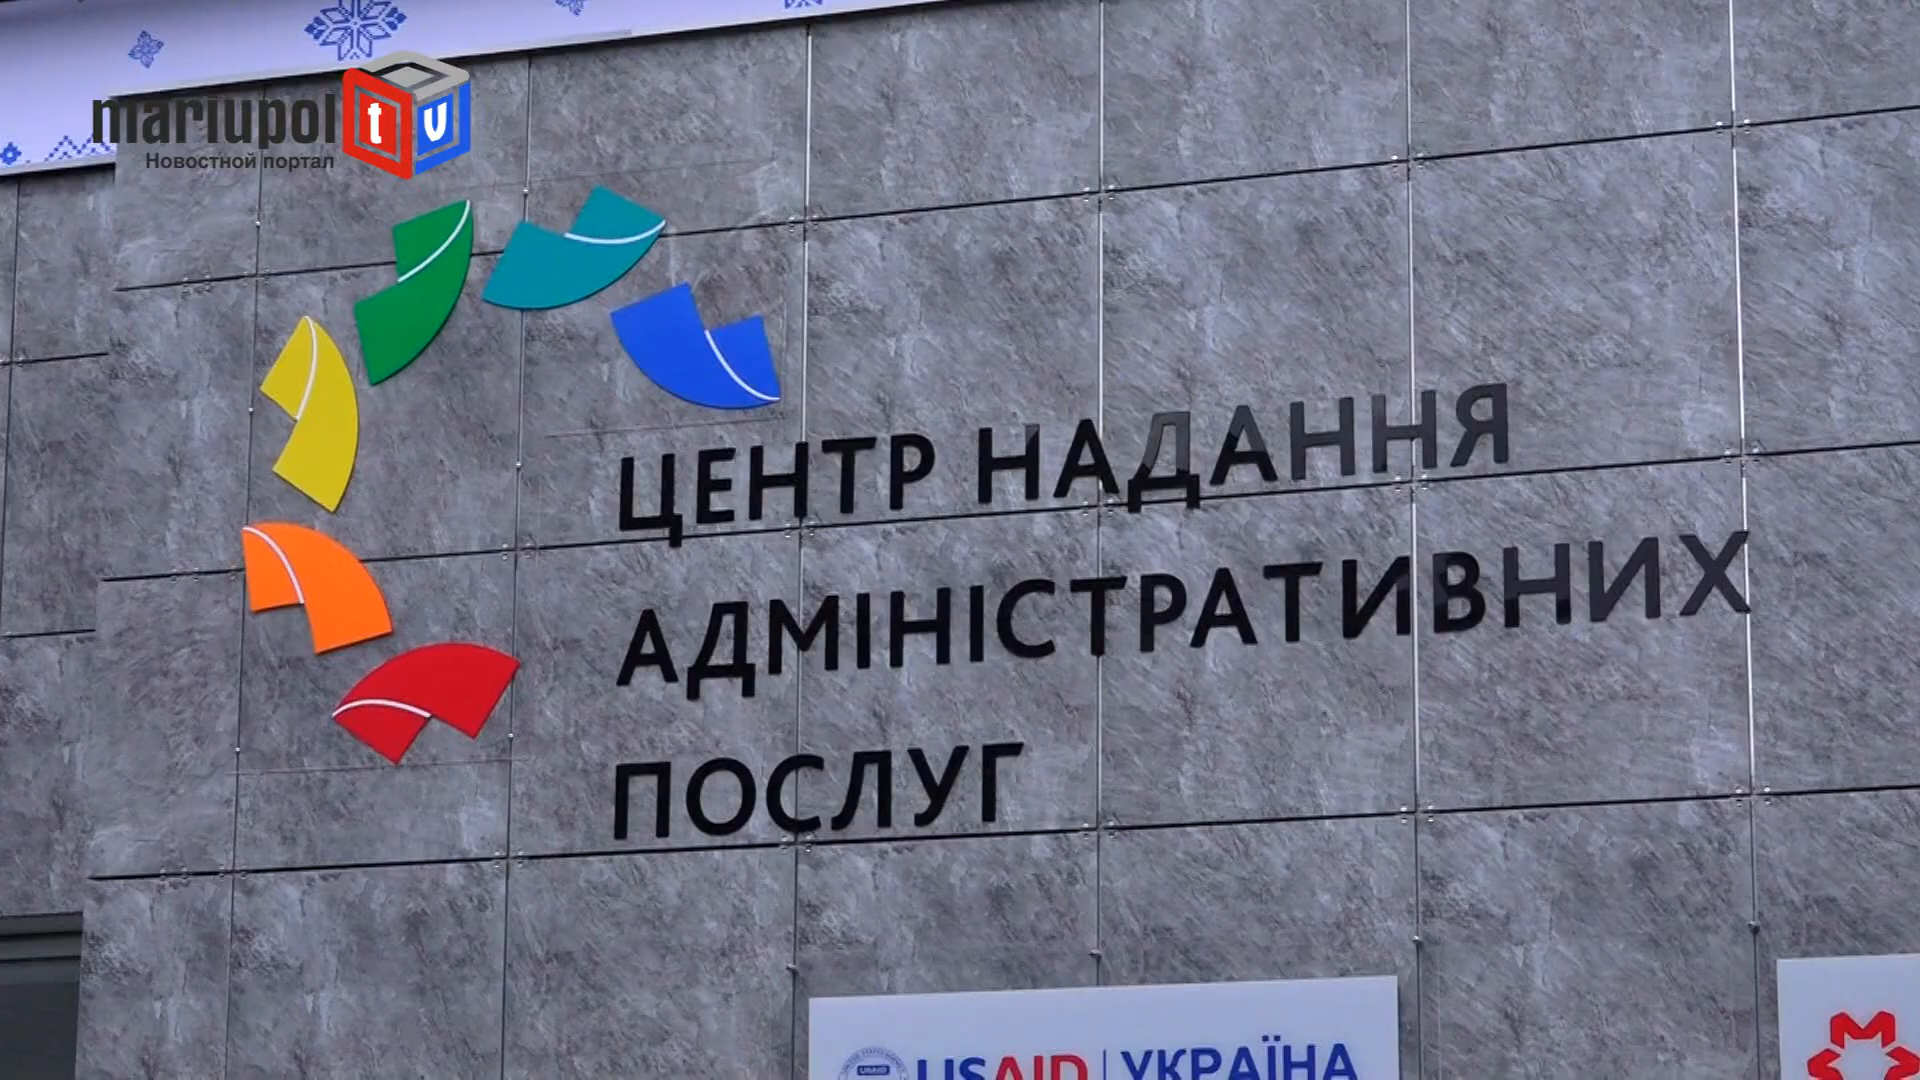 mariupol tv
Новостной портал
ЦЕНТР НАДАННЯ
АДМІНІСТРАТИВНИХ
ПОСЛУГ
USAID УКРАЇНА